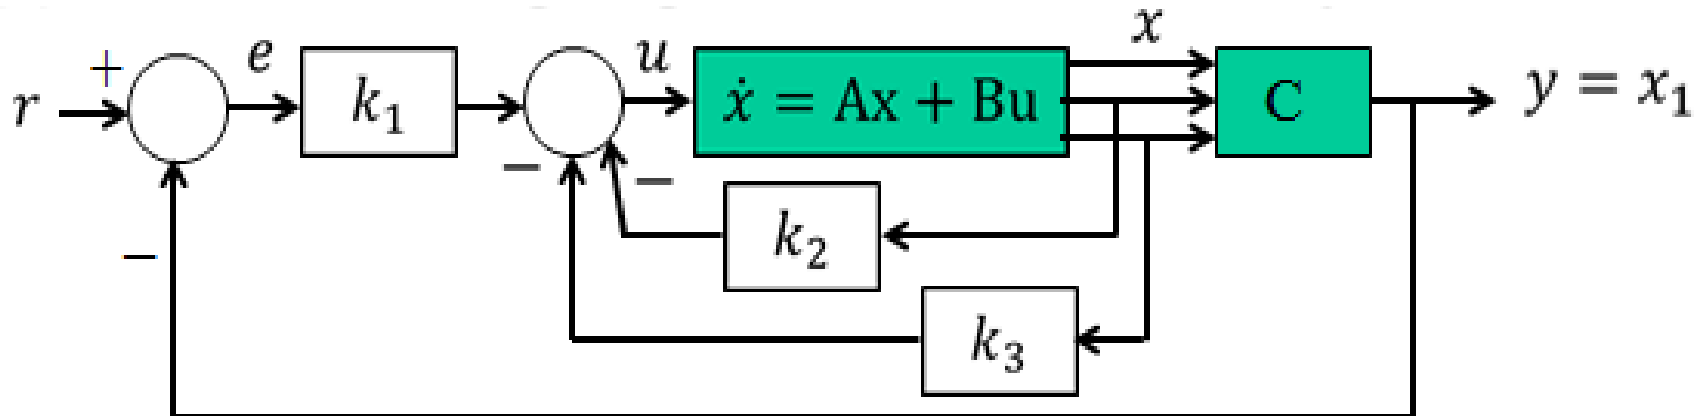 + e k₁ u ẋ = Ax + Bu x C y = x₁
r
− − k₂
− k₃